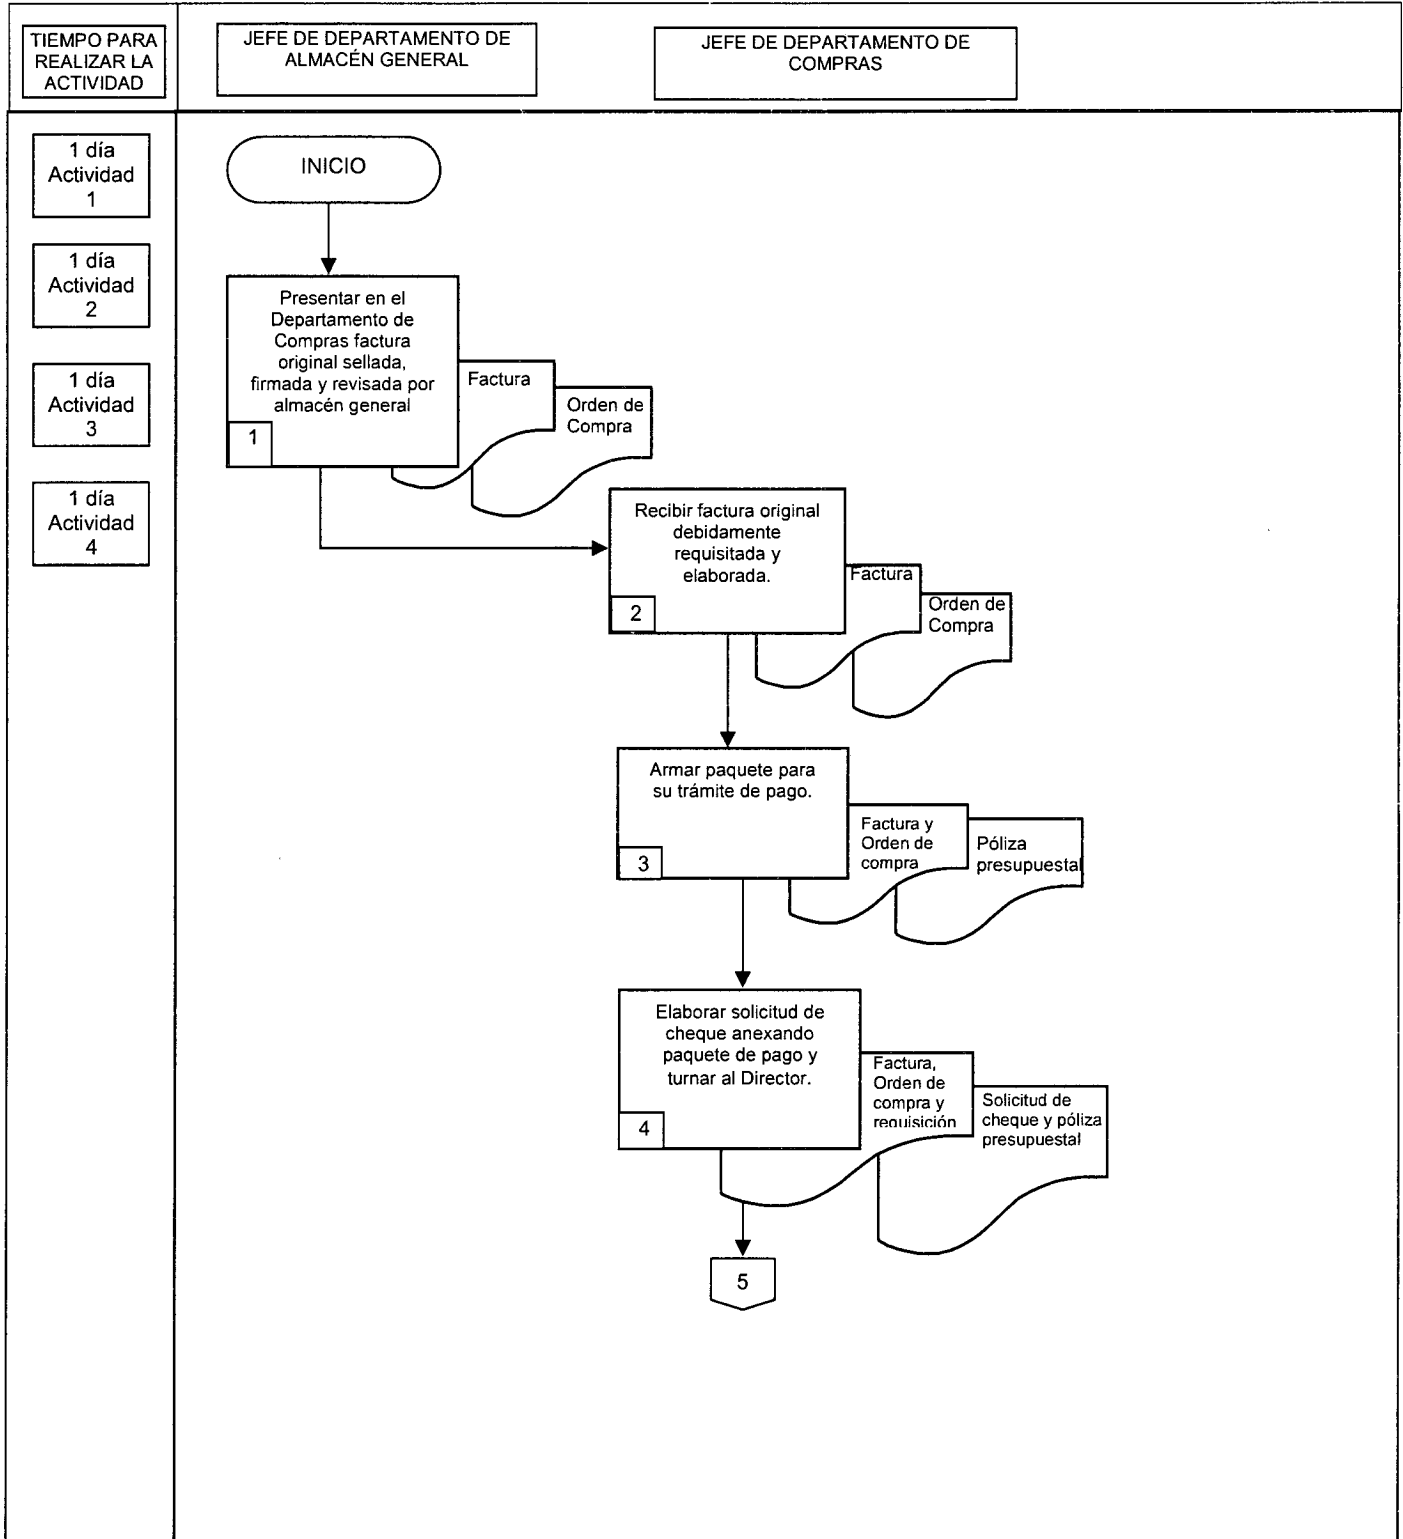 TIEMPO PARA
REALIZAR LA
ACTIVIDAD
JEFE DE DEPARTAMENTO DE
ALMACÉN GENERAL
JEFE DE DEPARTAMENTO DE
COMPRAS
1 día
Actividad
1
1 día
Actividad
2
1 día
Actividad
3
1 día
Actividad
4
INICIO
Presentar en el
Departamento de
Compras factura
original sellada,
firmada y revisada por
almacén general
1
Factura
Orden de
Compra
Recibir factura original
debidamente
requisitada y
elaborada.
2
Factura
Orden de
Compra
Armar paquete para
su trámite de pago.
3
Factura y
Orden de
compra
Póliza
presupuestal
Elaborar solicitud de
cheque anexando
paquete de pago y
turnar al Director.
4
Factura,
Orden de
compra y
requisición
Solicitud de
cheque y póliza
presupuestal
5